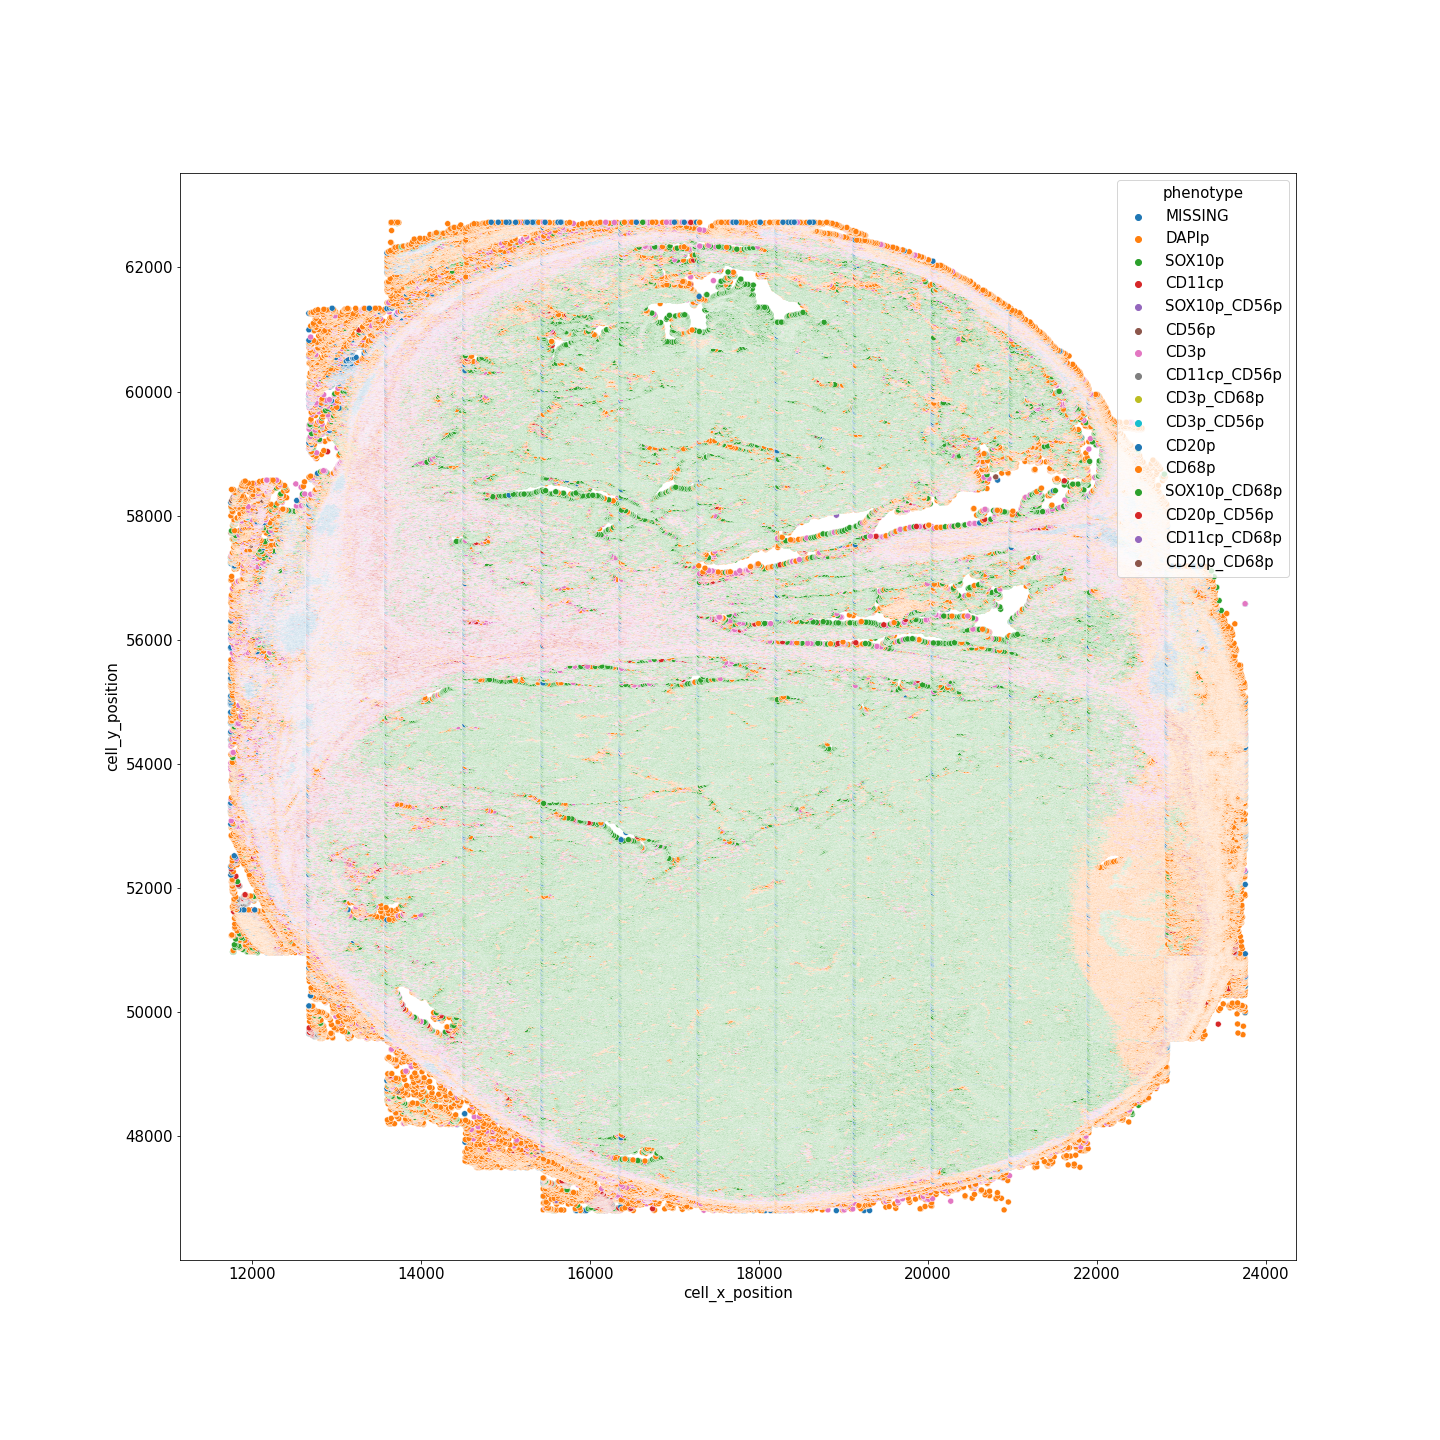 phenotype
MISSING
DAPIp
SOX10p
CD11cp
SOX10p_CD56p
CD56p
CD3p
CD11cp_CD56p
CD3p_CD68p
CD3p_CD56p
CD20p
CD68p
SOX10p_CD68p
CD20p_CD56p
CD11cp_CD68p
CD20p_CD68p
62000
60000
58000
56000
54000
52000
50000
48000
cell_y_position
12000 14000 16000 18000 20000 22000 24000
cell_x_position